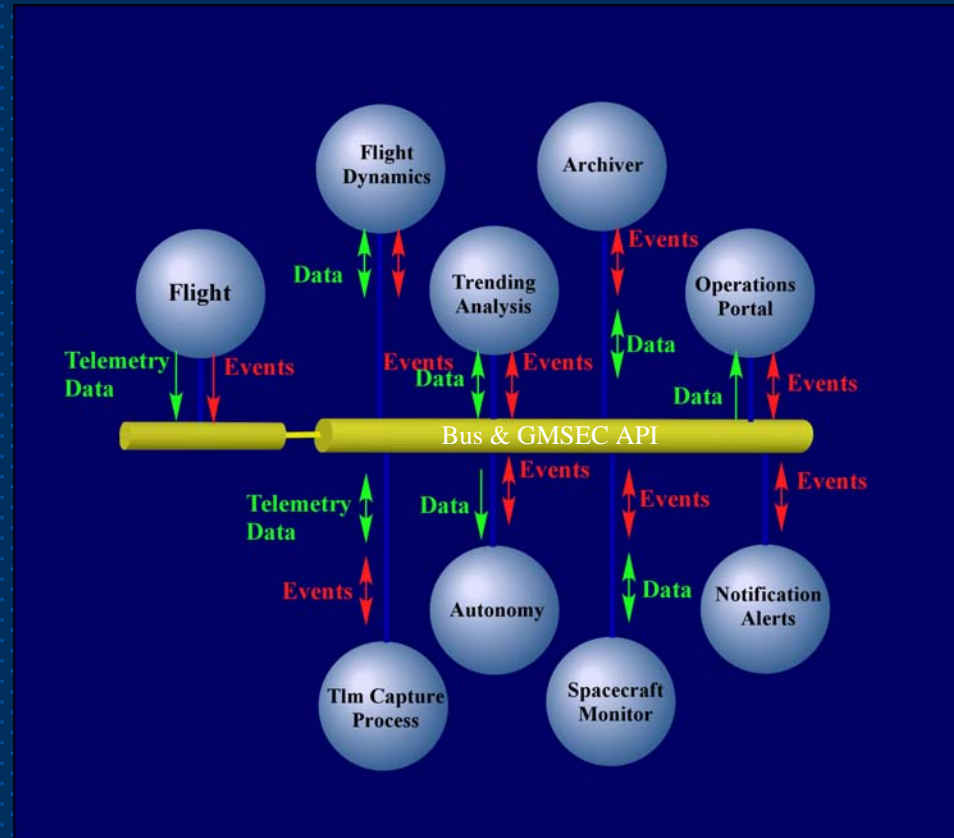 Flight
Dynamics
Archiver
Events
Data
Trending
Analysis
Operations
Portal
Flight
Telemetry
Data
Events
Events
Data
Events
Data
Data
Events
Bus & GMSEC API
Telemetry
Data
Events
Data
Events
Events
Events
Data
Autonomy
Notification
Alerts
Tlm Capture
Process
Spacecraft
Monitor